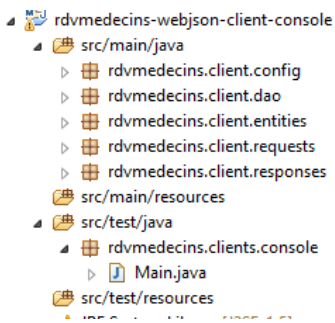 rdvmedecins-webjson-client-console
src/main/java
rdvmedecins.client.config
rdvmedecins.client.dao
rdvmedecins.client.entities
rdvmedecins.client.requests
rdvmedecins.client.responses
src/main/resources
src/test/java
rdvmedecins.clients.console
Main.java
src/test/resources